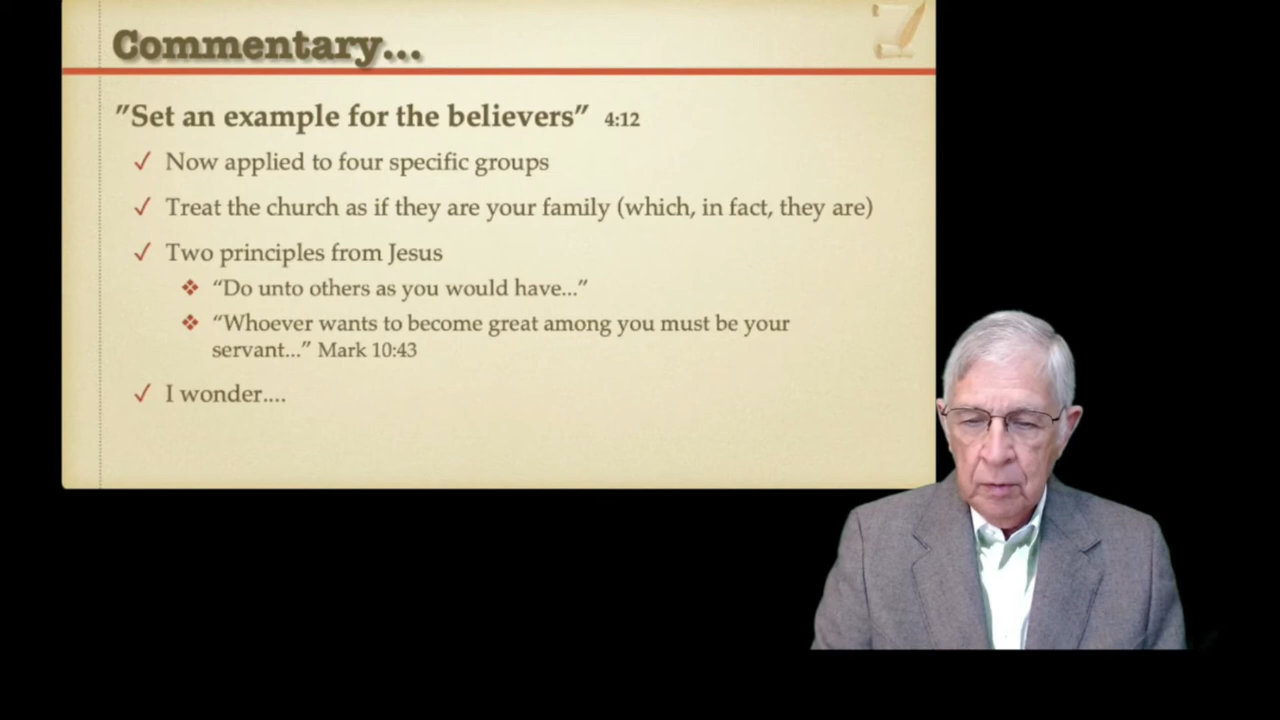 Commentary...
”Set an example for the believers” 4:12
✓ Now applied to four specific groups
✓ Treat the church as if they are your family (which, in fact, they are)
✓ Two principles from Jesus
❖ “Do unto others as you would have...”
❖ “Whoever wants to become great among you must be your
servant...” Mark 10:43
✓ I wonder....